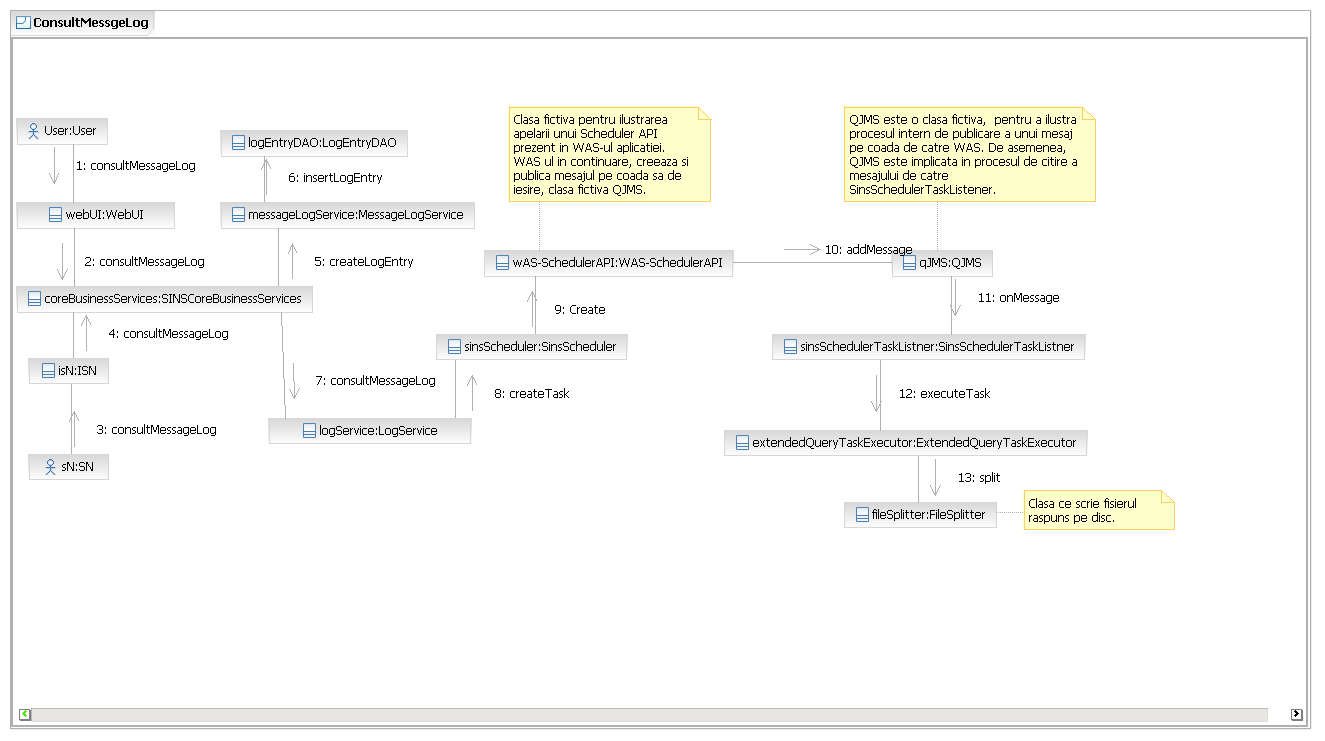 ConsultMessgeLog
User:User
1: consultMessageLog
webUI:WebUI
2: consultMessageLog
coreBusinessServices:SINSCoreBusinessServices
4: consultMessageLog
isN:ISN
3: consultMessageLog
sN:SN
logEntryDAO:LogEntryDAO
6: insertLogEntry
messageLogService:MessageLogService
5: createLogEntry
7: consultMessageLog
logService:LogService
Clasa fictiva pentru ilustrarea
apelarii unui Scheduler API
prezent in WAS-ul aplicatiei.
WAS ul in continuare, creeaza si
publica mesajul pe coada sa de
iesire, clasa fictiva QJMS.
wAS-SchedulerAPI:WAS-SchedulerAPI
9: Create
sinsScheduler:SinsScheduler
8: createTask
QJMS este o clasa fictiva,  pentru a ilustra
procesul intern de publicare a unui mesaj
pe coada de catre WAS. De asemenea,
QJMS este implicata in procesul de citire a
mesajului de catre
SinsSchedulerTaskListener.
10: addMessage
qJMS:QJMS
11: onMessage
sinsSchedulerTaskListner:SinsSchedulerTaskListner
12: executeTask
extendedQueryTaskExecutor:ExtendedQueryTaskExecutor
13: split
fileSplitter:FileSplitter
Clasa ce scrie fisierul
raspuns pe disc.